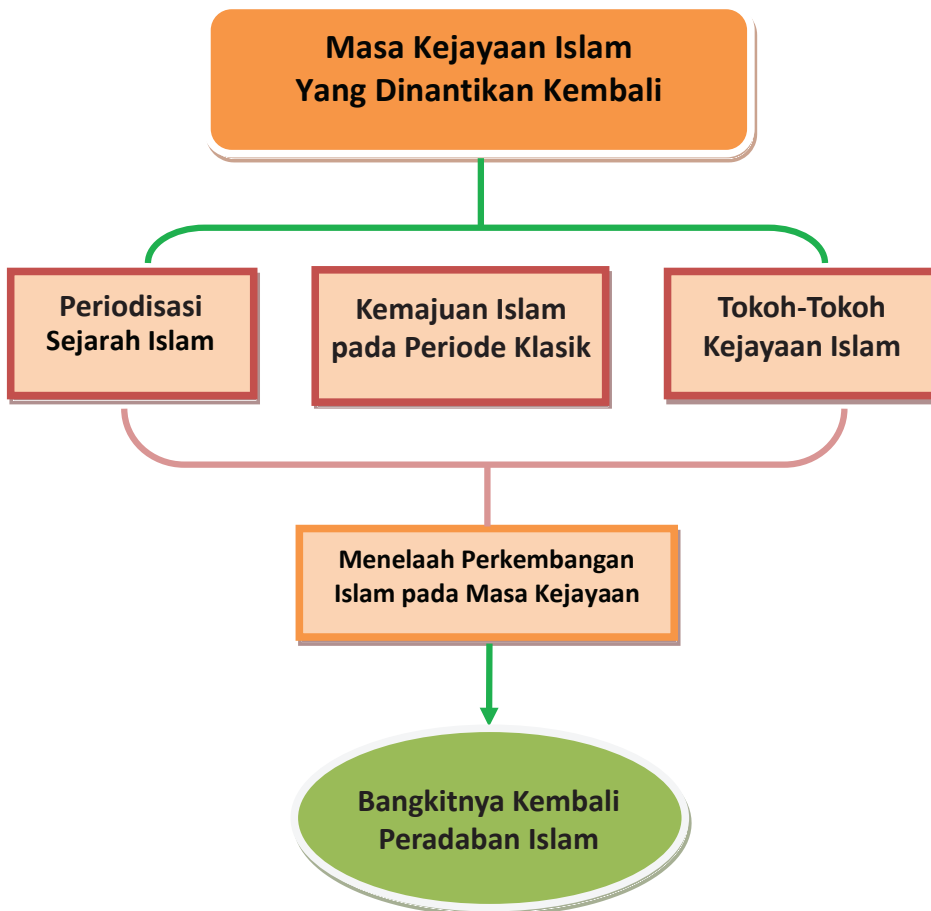 Masa Kejayaan Islam
Yang Dinantikan Kembali
Periodisasi
Sejarah Islam
Kemajuan Islam
pada Periode Klasik
Tokoh-Tokoh
Kejayaan Islam
Menelaah Perkembangan
Islam pada Masa Kejayaan
Bangkitnya Kembali
Peradaban Islam